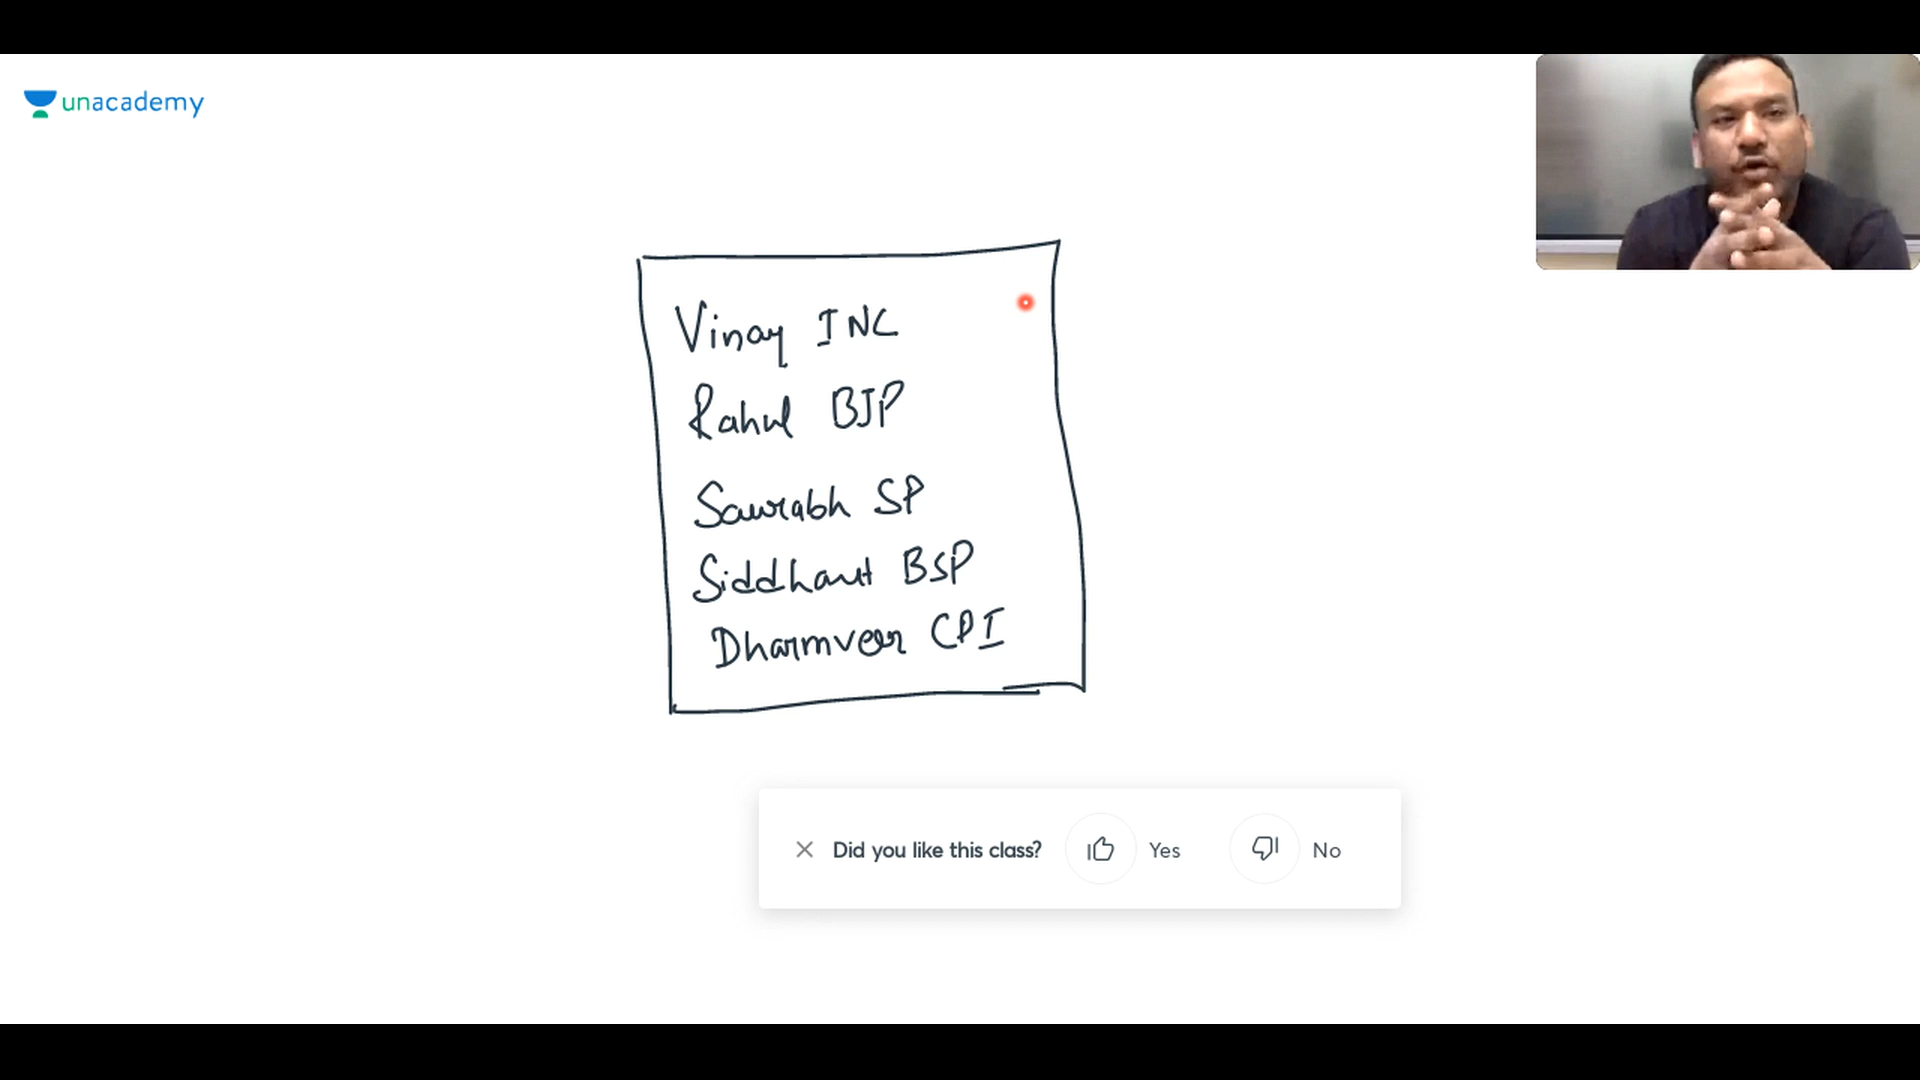 unacademy
Vinay INC
Rahul BJP
Saurabh SP
Siddhant BSP
Dharmveer CPI
Did you like this class? Yes No